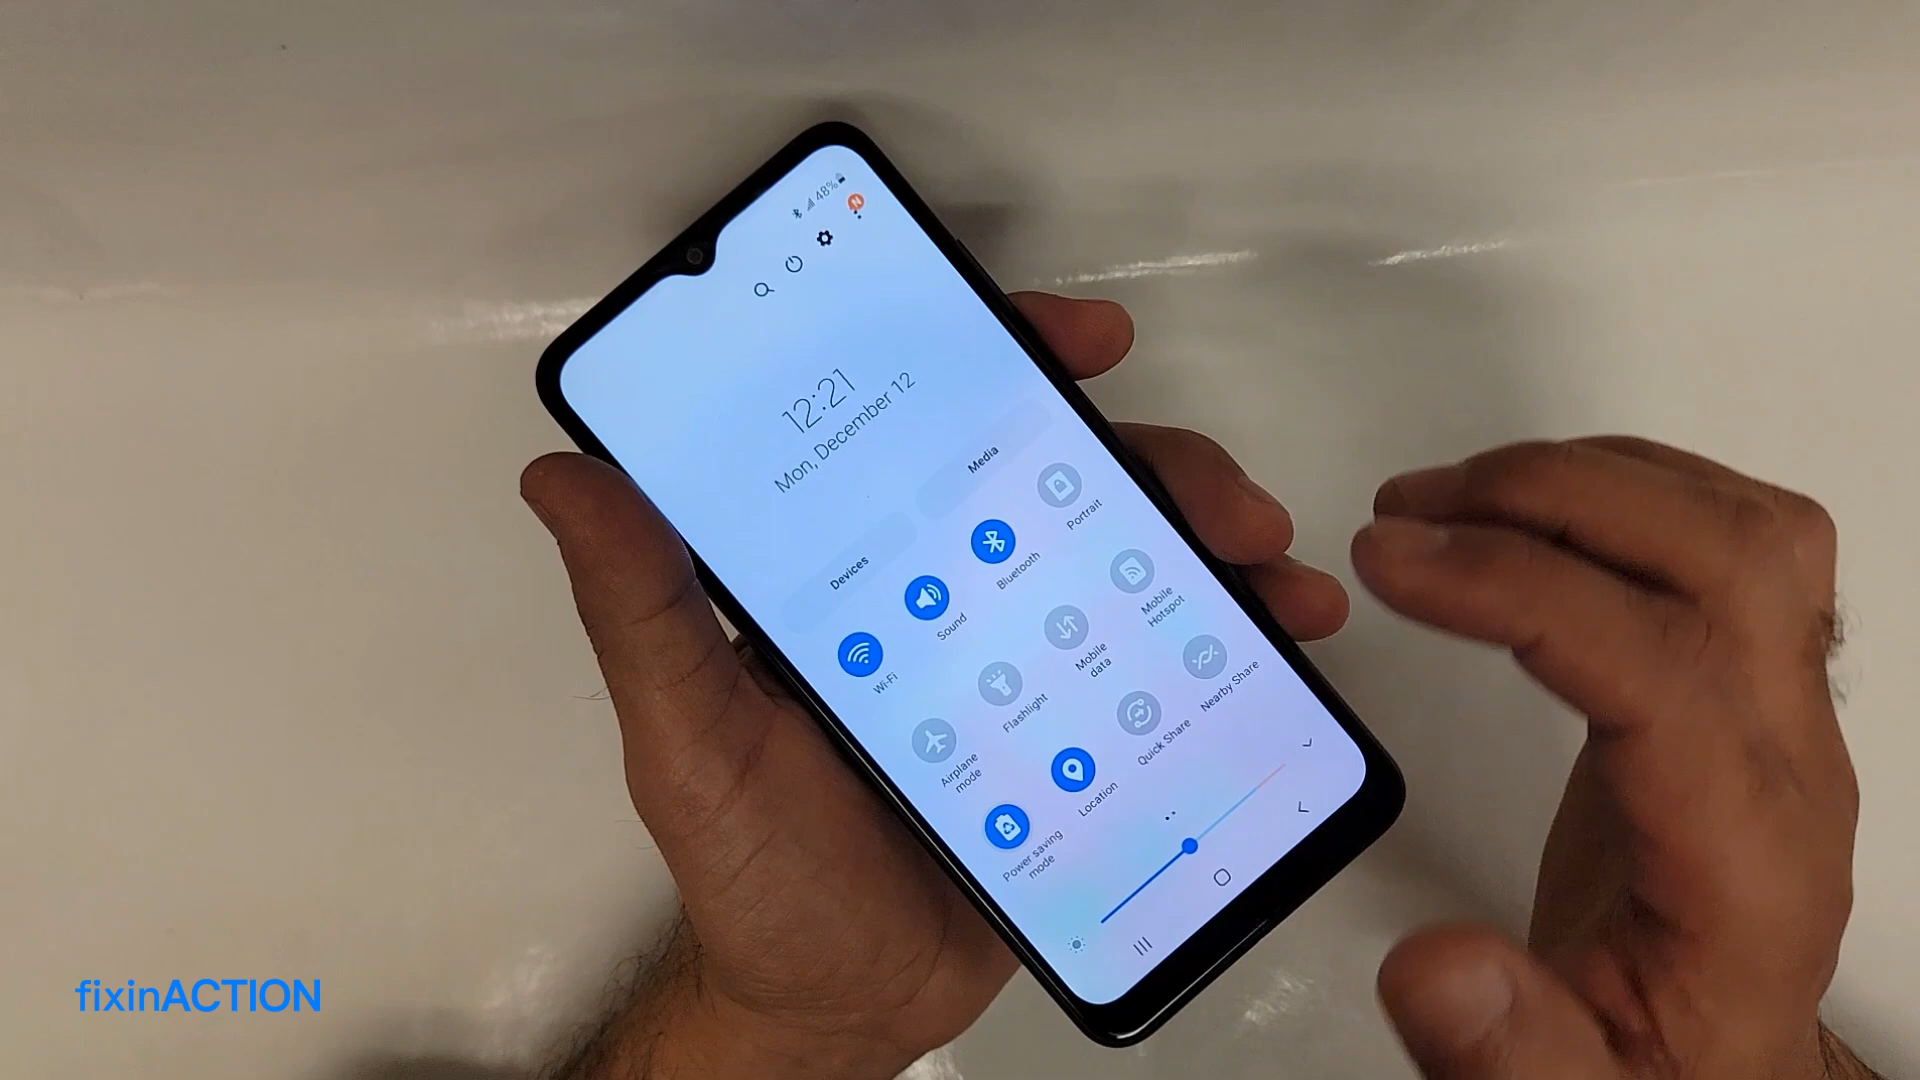 48%
N
12:21
Mon, December 12
Devices
Media
Wi-Fi
Sound
Bluetooth
Portrait
Airplane
mode
Flashlight
Mobile
data
Mobile
Hotspot
Power saving
mode
Location
Quick Share
Nearby Share
fixinACTION